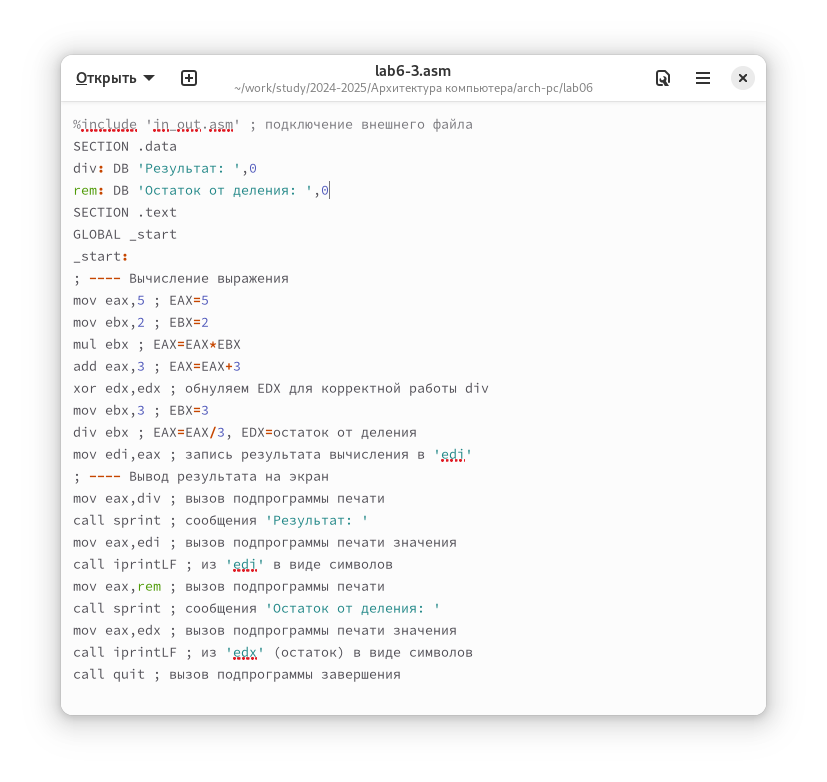 Открыть
lab6-3.asm
~/work/study/2024-2025/Архитектура компьютера/arch-pc/lab06
%include 'in_out.asm' ; подключение внешнего файла
SECTION .data
div: DB 'Результат: ',0
rem: DB 'Остаток от деления: ',0
SECTION .text
GLOBAL _start
_start:
; ---- Вычисление выражения
mov eax,5 ; EAX=5
mov ebx,2 ; EBX=2
mul ebx ; EAX=EAX*EBX
add eax,3 ; EAX=EAX+3
xor edx,edx ; обнуляем EDX для корректной работы div
mov ebx,3 ; EBX=3
div ebx ; EAX=EAX/3, EDX=остаток от деления
mov edi,eax ; запись результата вычисления в 'edi'
; ---- Вывод результата на экран
mov eax,div ; вызов подпрограммы печати
call sprint ; сообщения 'Результат: '
mov eax,edi ; вызов подпрограммы печати значения
call iprintLF ; из 'edi' в виде символов
mov eax,rem ; вызов подпрограммы печати
call sprint ; сообщения 'Остаток от деления: '
mov eax,edx ; вызов подпрограммы печати значения
call iprintLF ; из 'edx' (остаток) в виде символов
call quit ; вызов подпрограммы завершения